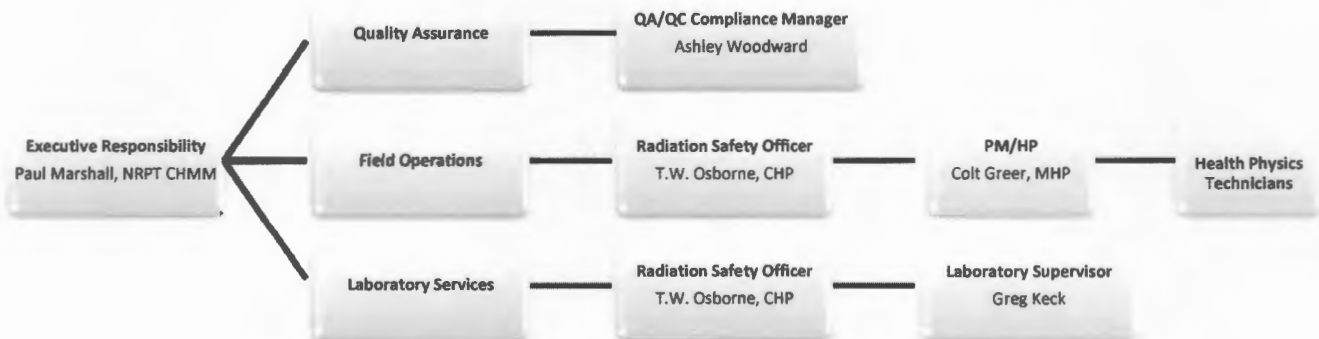 Quality Assurance
QA/QC Compliance Manager
Ashley Woodward
Executive Responsibility
Paul Marshall, NRPT CHMM
Field Operations
Radiation Safety Officer
T.W. Osborne, CHP
PM/HP
Colt Greer, MHP
Health Physics
Technicians
Laboratory Services
Radiation Safety Officer
T.W. Osborne, CHP
Laboratory Supervisor
Greg Keck